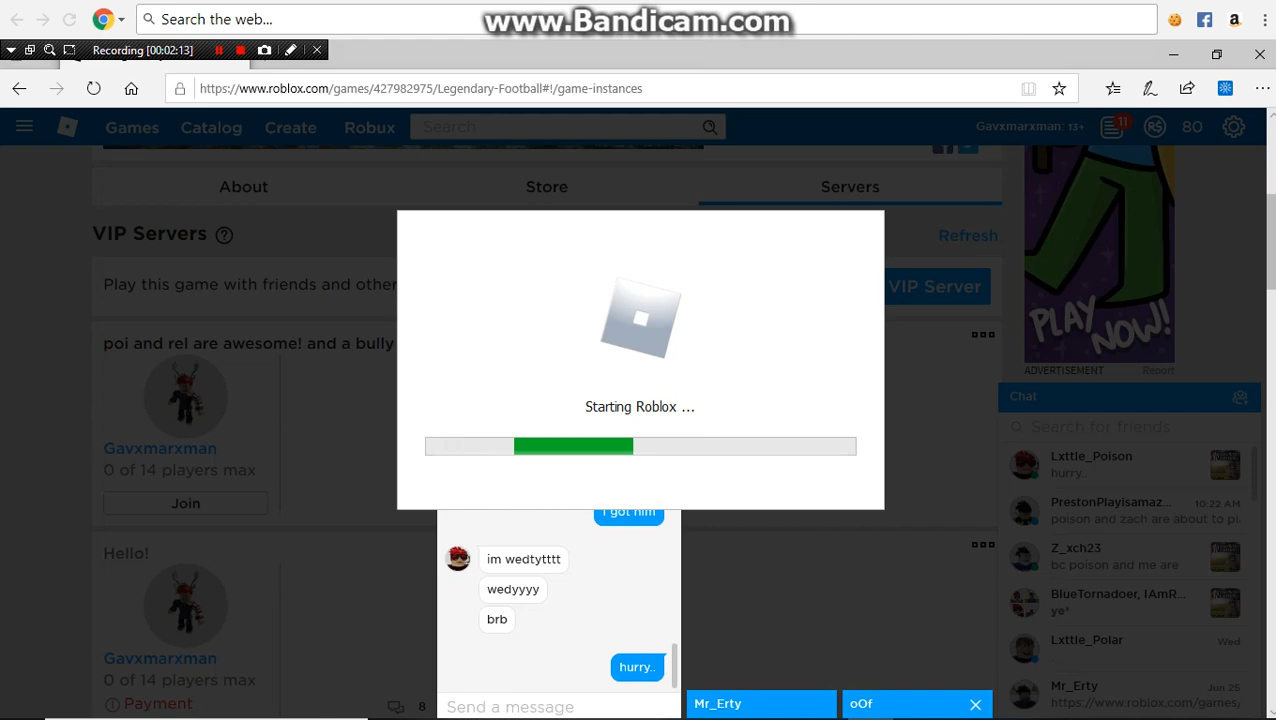 Search the web...
www.Bandicam.com
Recording [00:02:13]
https://www.roblox.com/games/427982975/Legendary-Football#!/game-instances
Games
Catalog
Create
Robux
Search
Gavxmarxman: 13+
11
80
About
Store
Servers
VIP Servers
Refresh
Play this game with friends and other
VIP Server
poi and rel are awesome! and a bully
Gavxmarxman
0 of 14 players max
Join
Hello!
Gavxmarxman
0 of 14 players max
Payment
8
Starting Roblox ...
I got him
im wedtytttt
wedyyyy
brb
hurry..
Send a message
Mr_Erty
oOf
PLAY NOW!
ADVERTISEMENT
Report
Chat
Search for friends
Lxttle_Poison
hurry..
PrestonPlayisamaz... 10:22 AM
poison and zach are about to pl
Z_xch23
bc poison and me are
BlueTornadoer, IAmR...
ye*
Lxttle_Polar Wed
Mr_Erty Jun 25
https://www.roblox.com/games/